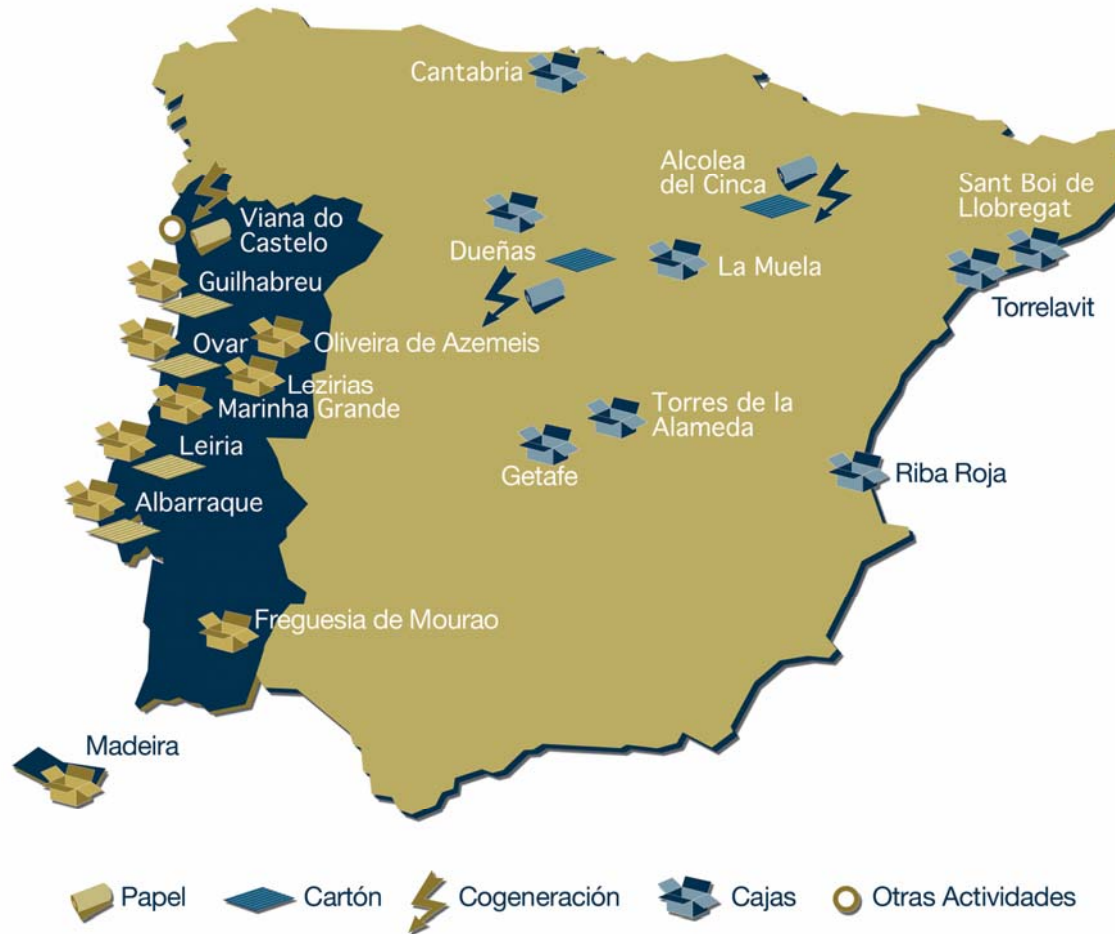 Cantabria
Alcolea
del Cinca
Sant Boi de
Llobregat
Viana do
Castelo
Dueñas
La Muela
Guilhabreu
Torrelavit
Ovar
Oliveira de Azemeis
Lezirias
Marinha Grande
Torres de la
Alameda
Leiria
Getafe
Riba Roja
Albarraque
Freguesia de Mourao
Madeira
Papel
Cartón
Cogeneración
Cajas
Otras Actividades